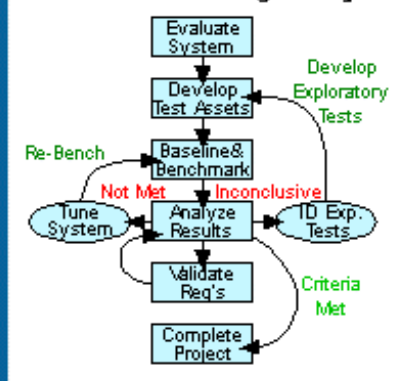 Evaluate
System
Develop
Exploratory
Tests
Develop
Test Assets
Re-Bench
Baseline&
Benchmark
Not Met
Inconclusive
Tune
System
Analyze
Results
ID Exp.
Tests
Validate
Req's
Criteria
Met
Complete
Project